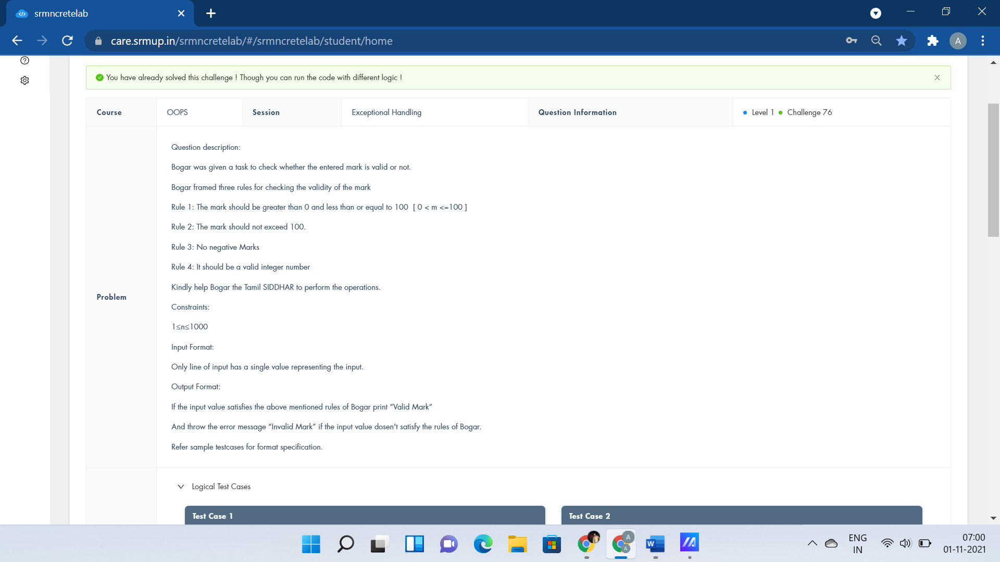 srmncretelab
care.srmup.in/srmncretelab/#/srmncretelab/student/home
A
You have already solved this challenge ! Though you can run the code with different logic !
Course
OOPS
Session
Exceptional Handling
Question Information
Level 1
Challenge 76
Problem
Question description:
Bogar was given a task to check whether the entered mark is valid or not.
Bogar framed three rules for checking the validity of the mark
Rule 1: The mark should be greater than 0 and less than or equal to 100 [ 0 < m <=100 ]
Rule 2: The mark should not exceed 100.
Rule 3: No negative Marks
Rule 4: It should be a valid integer number
Kindly help Bogar the Tamil SIDDHAR to perform the operations.
Constraints:
1≤n≤1000
Input Format:
Only line of input has a single value representing the input.
Output Format:
If the input value satisfies the above mentioned rules of Bogar print “Valid Mark”
And throw the error message “Invalid Mark” if the input value dosen't satisfy the rules of Bogar.
Refer sample testcases for format specification.
Logical Test Cases
Test Case 1
Test Case 2
A
A
W
ENG
IN
07:00
01-11-2021